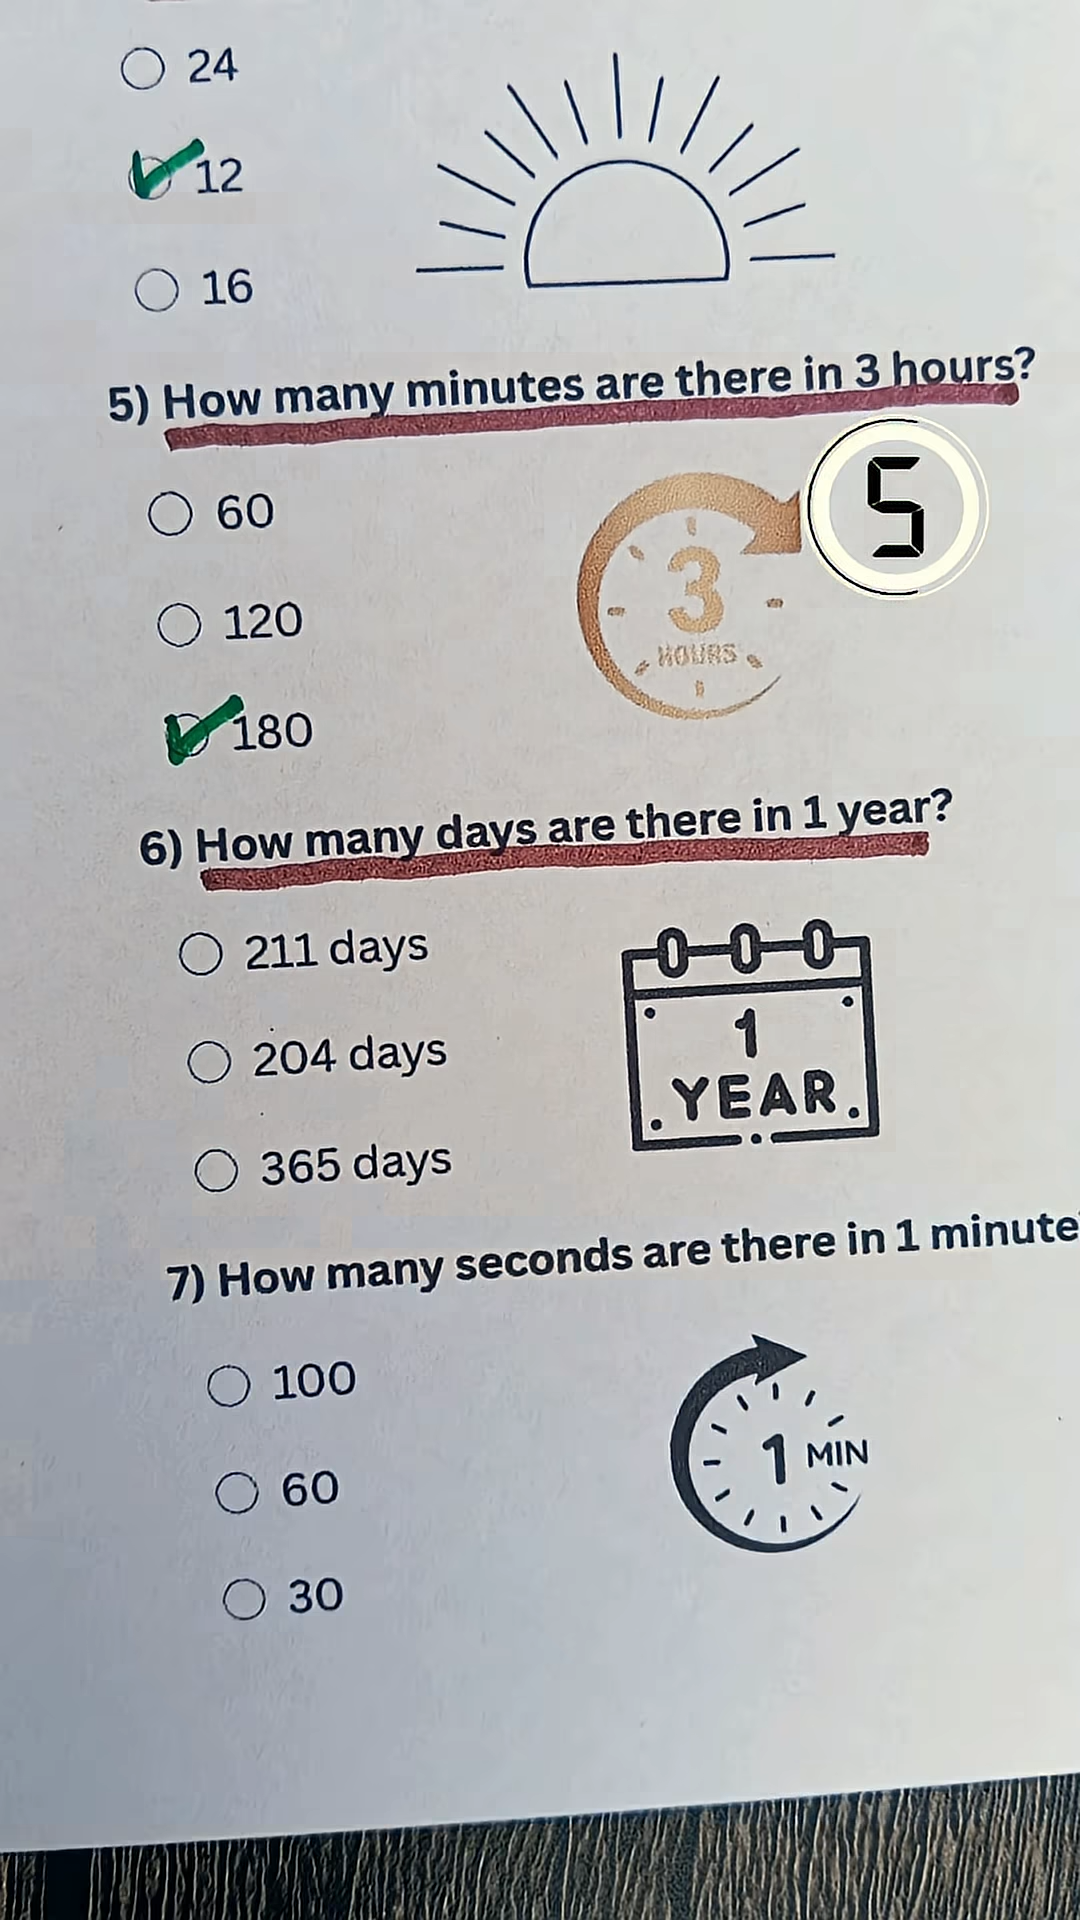 24
12
16
5) How many minutes are there in 3 hours?
60
5
3
HOURS
120
180
6) How many days are there in 1 year?
211 days
204 days
365 days
1
YEAR
7) How many seconds are there in 1 minute
100
60
1 MIN
30